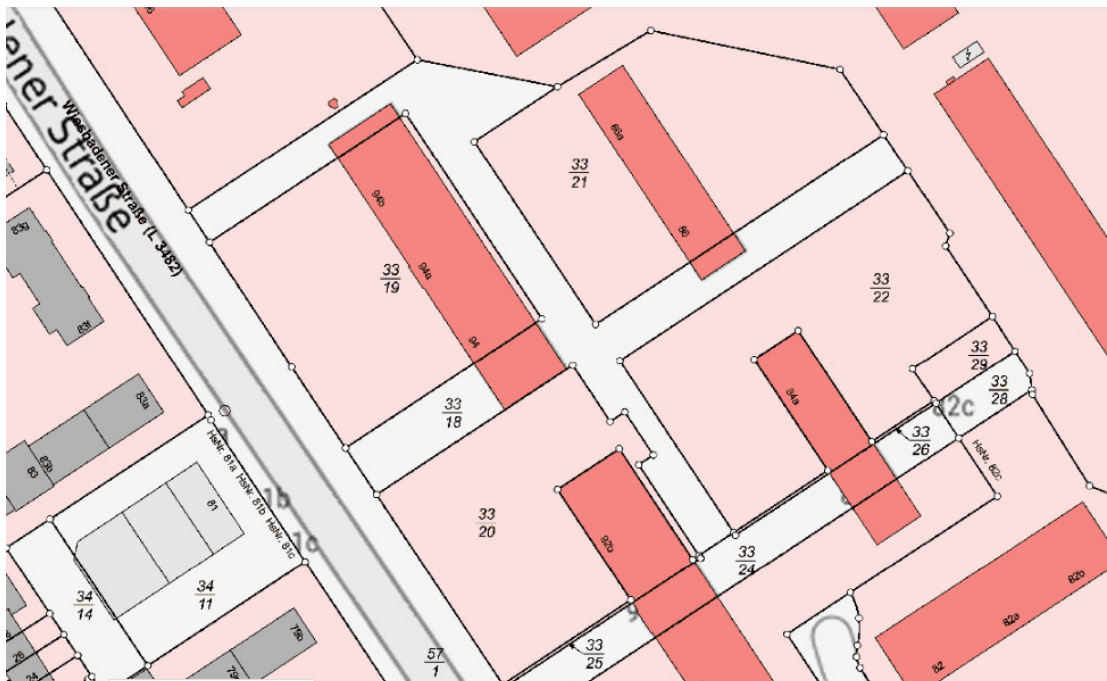 dener Straße
Wiesbadener Straße (L 3482)
86a
33
21
86
94b
94a
94
33
19
33
22
83g
83f
83a
83b
83
33
29
33
28
82c
33
26
84a
33
18
HsNr. 82c
HsNr. 81a
HsNr. 81b
HsNr. 81c
1b
1c
81
33
20
92b
33
24
9
33
25
34
14
34
11
57
1
79b
79
26
24
82b
82a
82